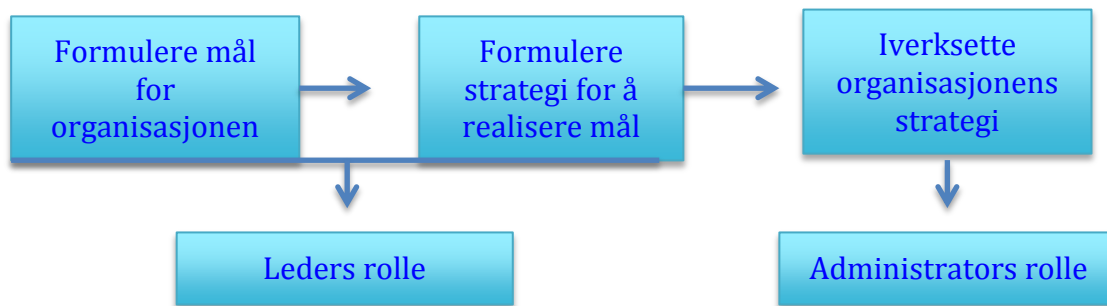 Formulere mål
for
organisasjonen
Formulere
strategi for å
realisere mål
Iverksette
organisasjonens
strategi
Leders rolle
Administrators rolle